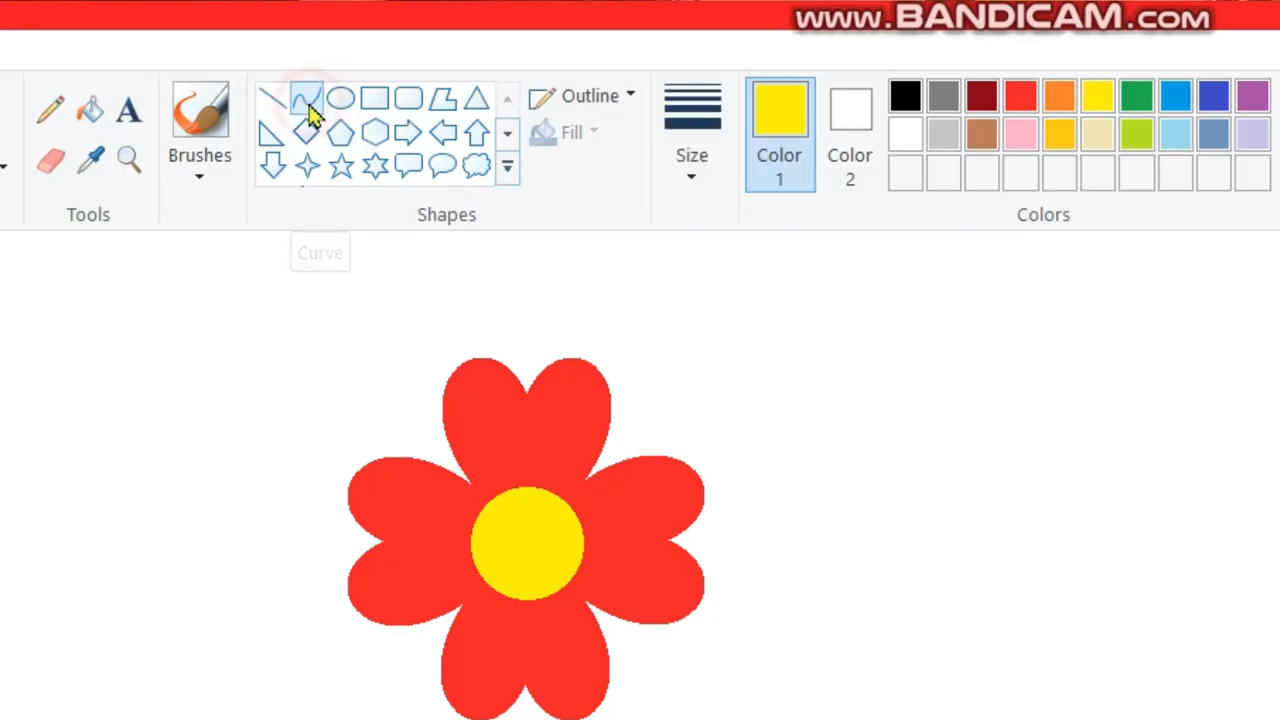 www.BANDICAM.com
A
Brushes
Outline
Fill
Size
Color
1
Color
2
Tools
Shapes
Colors
Curve